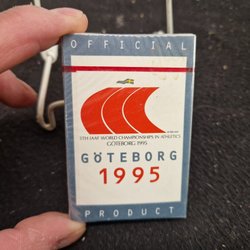 OFFICIAL
5TH IAAF WORLD CHAMPIONSHIPS IN ATHLETICS
GÖTEBORG 1995
GÖTEBORG
1995
PRODUCT